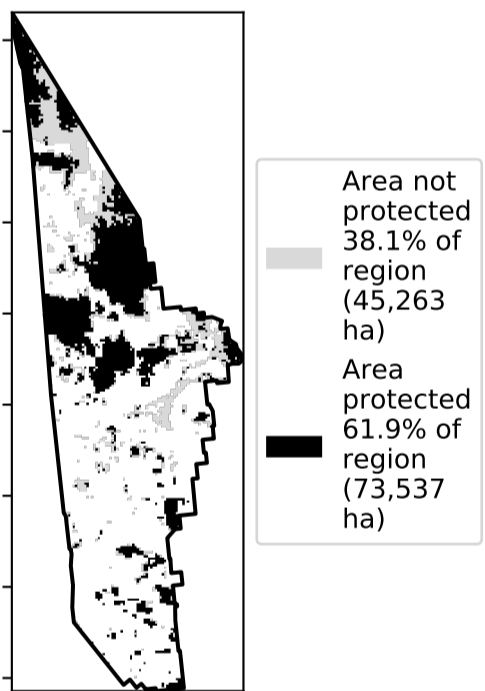 Area not
protected
38.1% of
region
(45,263
ha)
Area
protected
61.9% of
region
(73,537
ha)